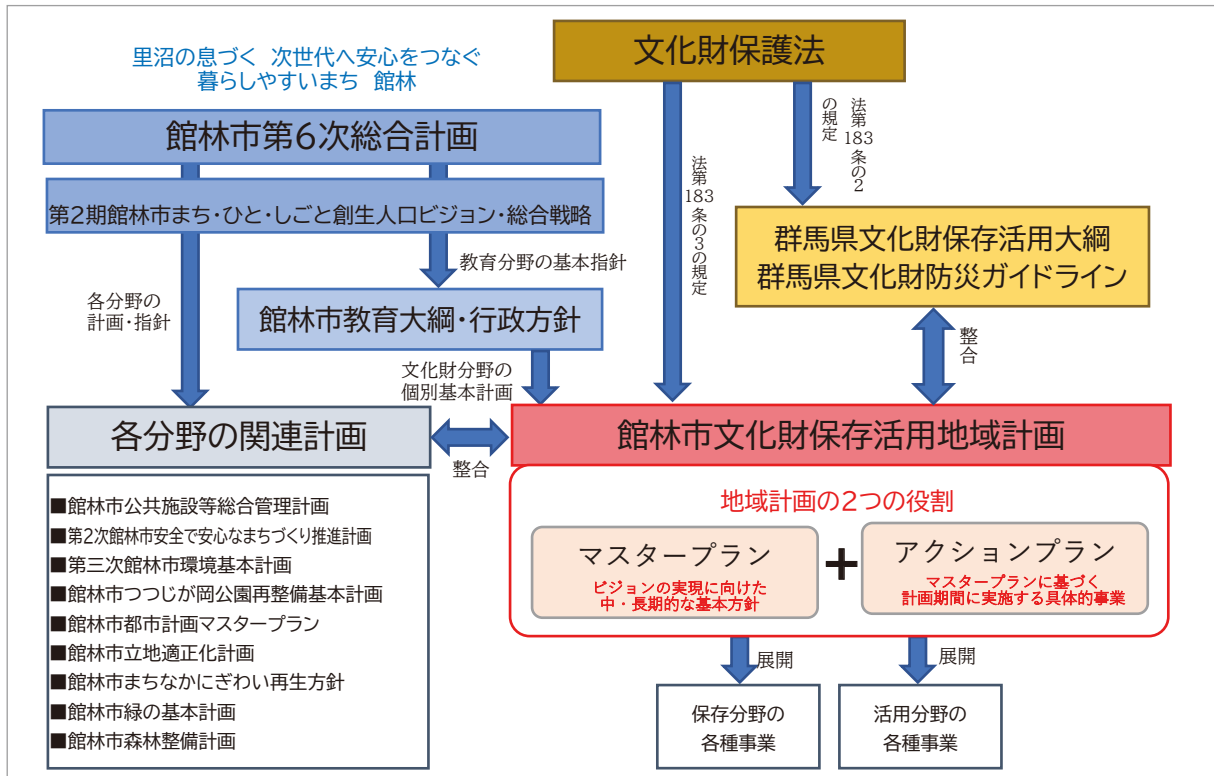 里沼の息づく 次世代へ安心をつなぐ
暮らしやすいまち 館林
文化財保護法
館林市第6次総合計画
法第183条の2
の規定
法第183条の3の規定
第2期館林市まち・ひと・しごと創生人口ビジョン・総合戦略
群馬県文化財保存活用大綱
群馬県文化財防災ガイドライン
教育分野の基本指針
各分野の
計画・指針
館林市教育大綱・行政方針
整合
文化財分野の
個別基本計画
各分野の関連計画
整合
館林市文化財保存活用地域計画
■館林市公共施設等総合管理計画
■第2次館林市安全で安心なまちづくり推進計画
■第三次館林市環境基本計画
■館林市つつじが岡公園再整備基本計画
■館林市都市計画マスタープラン
■館林市立地適正化計画
■館林市まちなかにぎわい再生方針
■館林市緑の基本計画
■館林市森林整備計画
地域計画の2つの役割
マスタープラン
ビジョンの実現に向けた
中・長期的な基本方針
+
アクションプラン
マスタープランに基づく
計画期間に実施する具体的事業
展開
展開
保存分野の
各種事業
活用分野の
各種事業